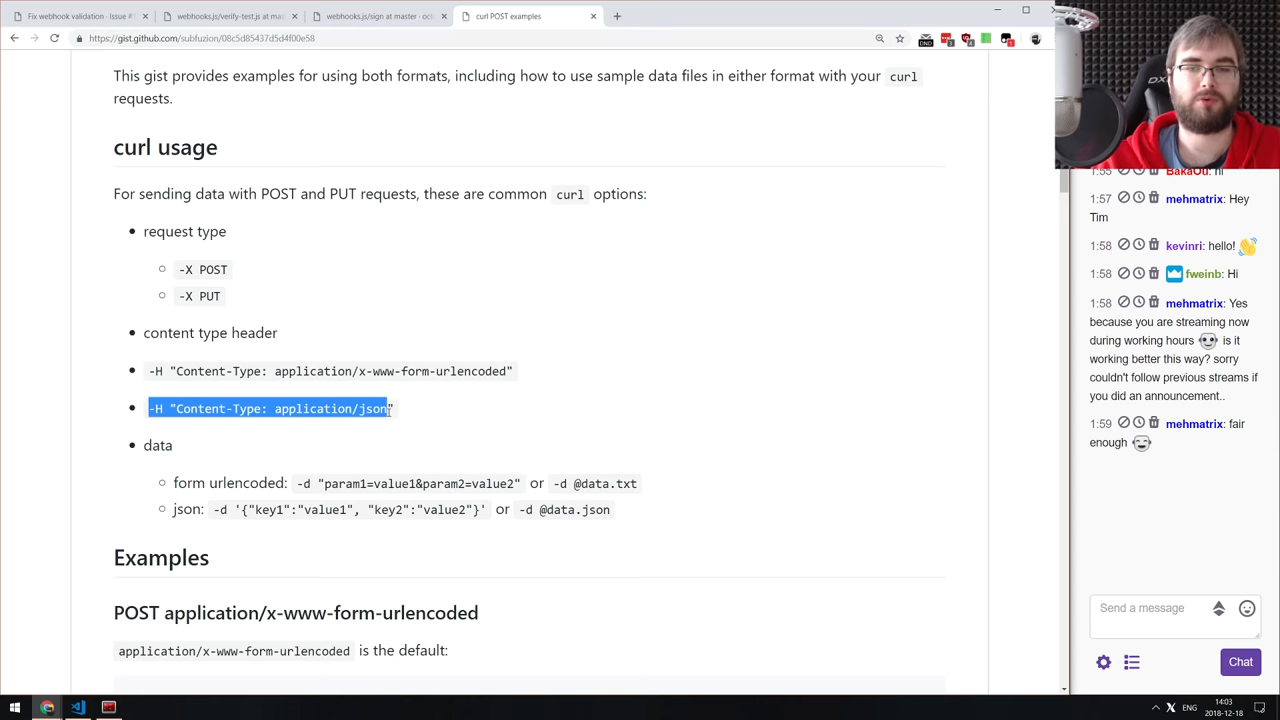 Fix webhook validation - Issue #1
webhooks.js/verify-test.js at mas
webhooks.js/sign at master · oct
curl POST examples
https://gist.github.com/subfuzion/08c5d85437d5d4f00e58
This gist provides examples for using both formats, including how to use sample data files in either format with your curl
requests.
curl usage
For sending data with POST and PUT requests, these are common curl options:
request type
-X POST
-X PUT
content type header
-H "Content-Type: application/x-www-form-urlencoded"
-H "Content-Type: application/json"
data
form urlencoded: -d "param1=value1&param2=value2" or -d @data.txt
json: -d '{"key1":"value1", "key2":"value2"}' or -d @data.json
Examples
POST application/x-www-form-urlencoded
application/x-www-form-urlencoded is the default:
DX
1:55 BakaOu: hi
1:57 mehmatrix: Hey
Tim
1:58 kevinri: hello!
1:58 fweinb: Hi
1:58 mehmatrix: Yes
because you are streaming now
during working hours is it
working better this way? sorry
couldn't follow previous streams if
you did an announcement..
1:59 mehmatrix: fair
enough
Send a message
Chat
ENG
14:03
2018-12-18